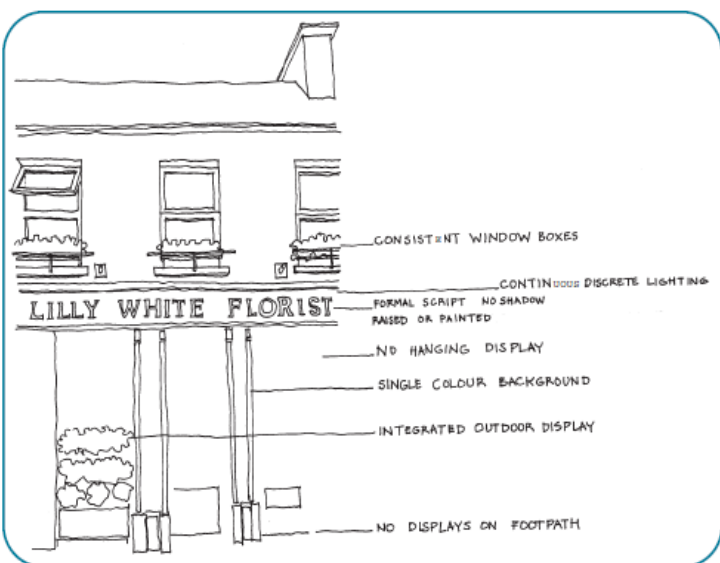 CONSISTENT WINDOW BOXES
CONTINUOUS DISCRETE LIGHTING
LILLY WHITE FLORIST
FORMAL SCRIPT NO SHADOW
RAISED OR PAINTED
NO HANGING DISPLAY
SINGLE COLOUR BACKGROUND
INTEGRATED OUTDOOR DISPLAY
NO DISPLAYS ON FOOTPATH